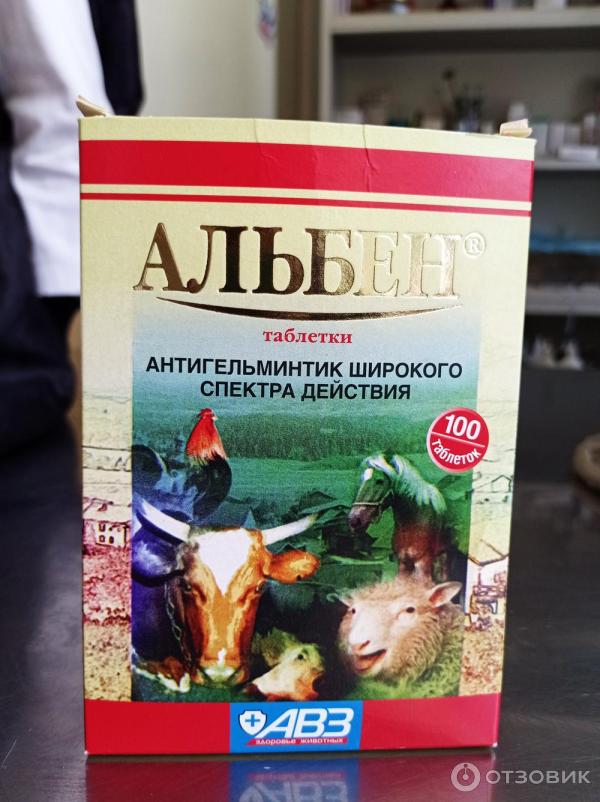 АЛЬБЕН®
таблетки
АНТИГЕЛЬМИНТИК ШИРОКОГО
СПЕКТРА ДЕЙСТВИЯ
100
таблеток
АВЗ
здоровье животных
ОТЗОВИК